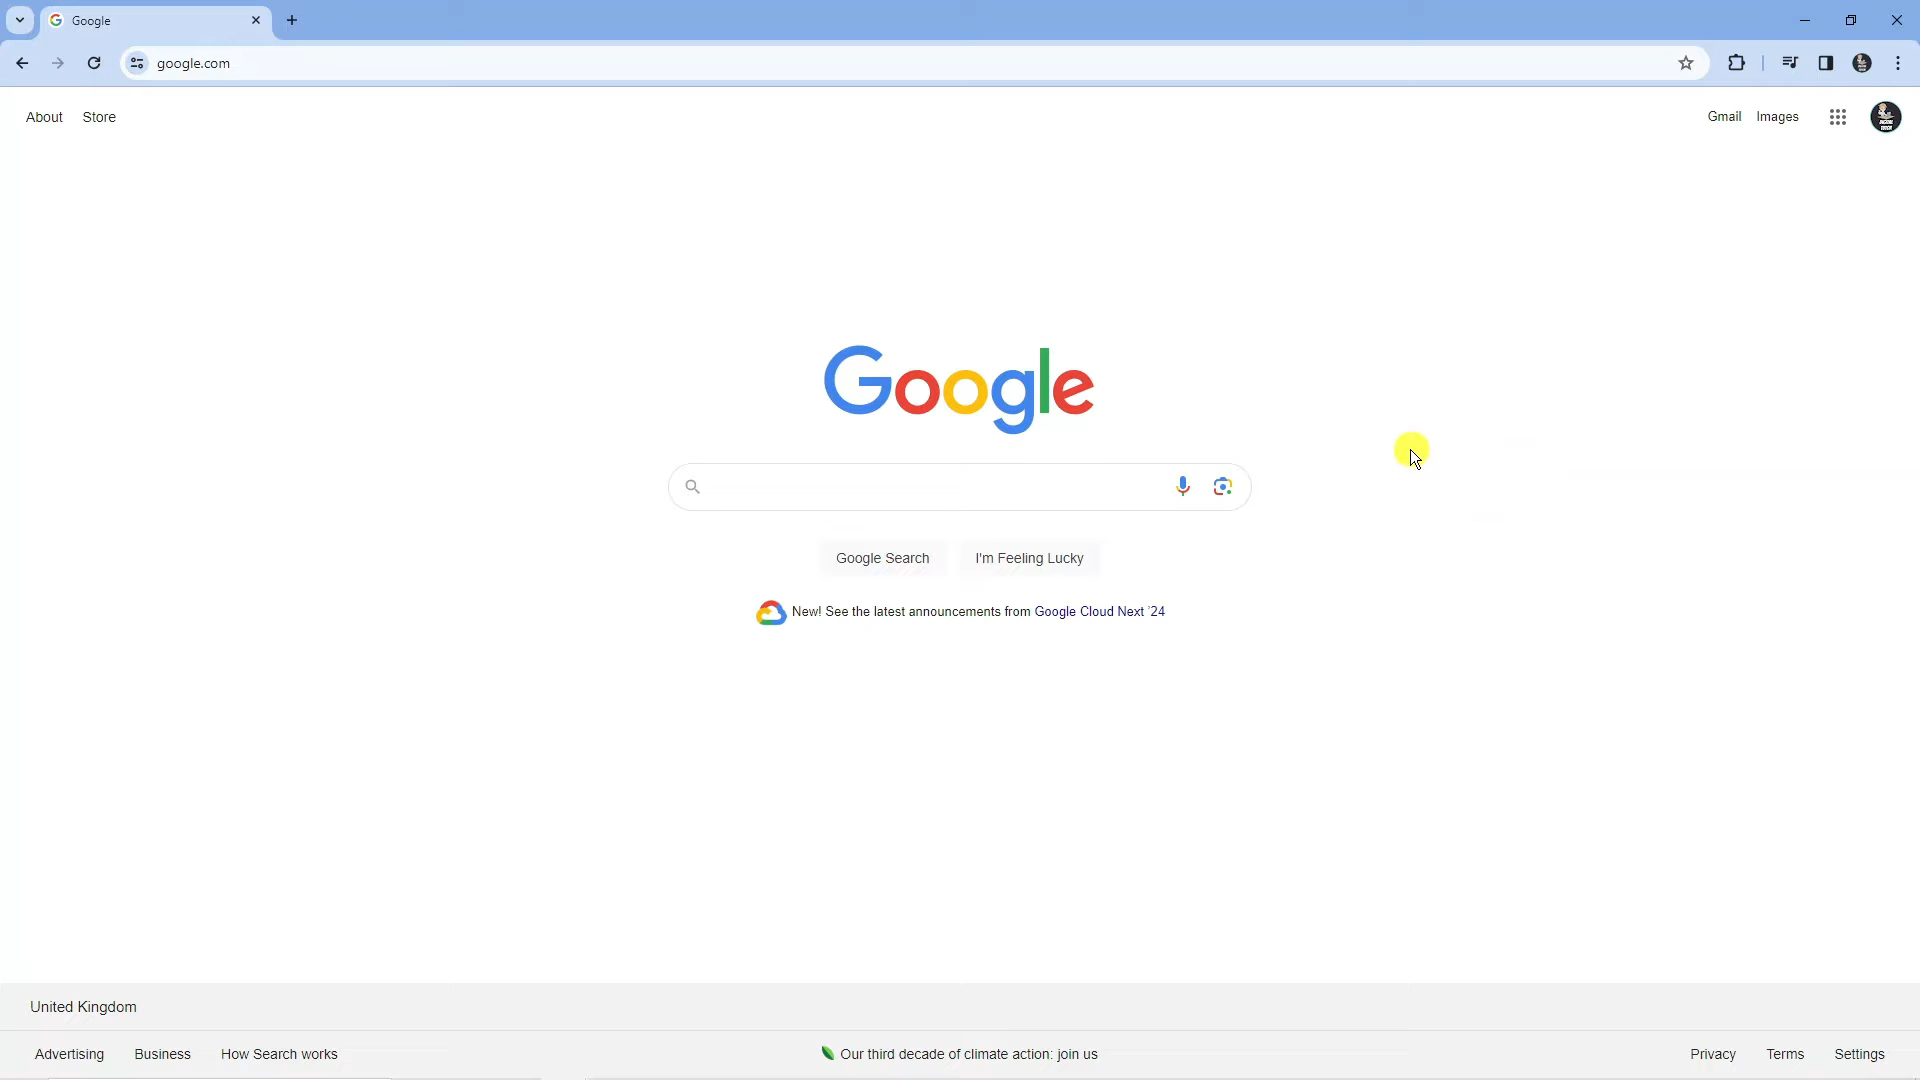 Google
google.com
About Store
Gmail Images
Google
Google Search
I'm Feeling Lucky
New! See the latest announcements from Google Cloud Next '24
United Kingdom
Advertising Business How Search works
Our third decade of climate action: join us
Privacy Terms Settings